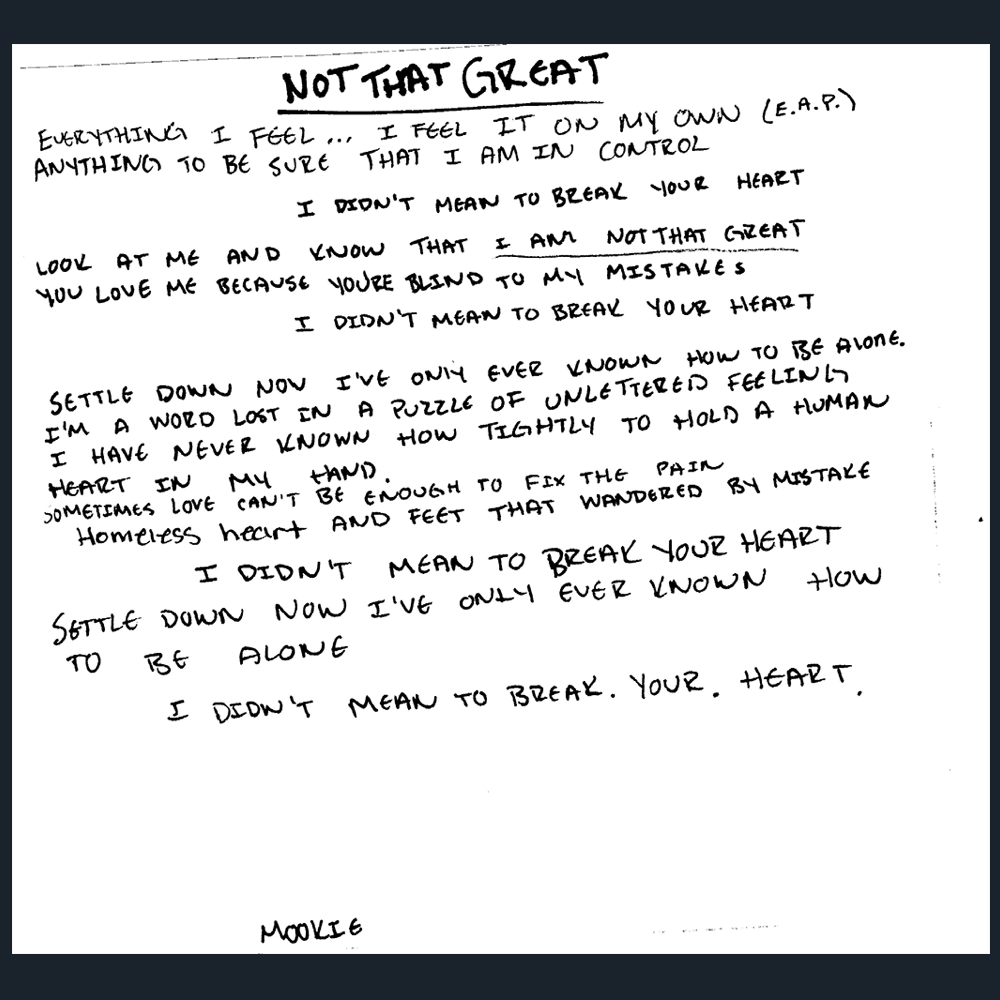 NOT THAT GREAT
EVERYTHING I FEEL... I FEEL IT ON MY OWN (E.A.P.)
ANYTHING TO BE SURE THAT I AM IN CONTROL
I DIDN'T MEAN TO BREAK YOUR HEART
LOOK AT ME AND KNOW THAT I AM NOT THAT GREAT
YOU LOVE ME BECAUSE YOU'RE BLIND TO MY MISTAKES
I DIDN'T MEAN TO BREAK YOUR HEART
SETTLE DOWN NOW I'VE ONLY EVER KNOWN HOW TO BE ALONE.
I'M A WORD LOST IN A PUZZLE OF UNLETTERED FEELING
I HAVE NEVER KNOWN HOW TIGHTLY TO HOLD A HUMAN
HEART IN MY HAND.
SOMETIMES LOVE CAN'T BE ENOUGH TO FIX THE PAIN
Homeless heart AND FEET THAT WANDERED BY MISTAKE
I DIDN'T MEAN TO BREAK YOUR HEART
SETTLE DOWN NOW I'VE ONLY EVER KNOWN HOW
TO BE ALONE
I DIDN'T MEAN TO BREAK. YOUR. HEART.
MOOKIE